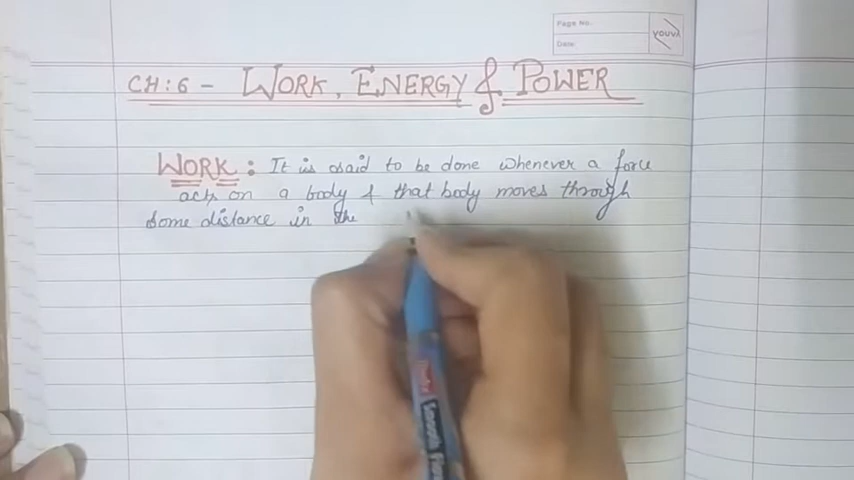 Page No:
Date:
YOUVA
CH: 6 - WORK, ENERGY & POWER
WORK : It is said to be done whenever a force
acts on a body & that body moves through
some distance in the